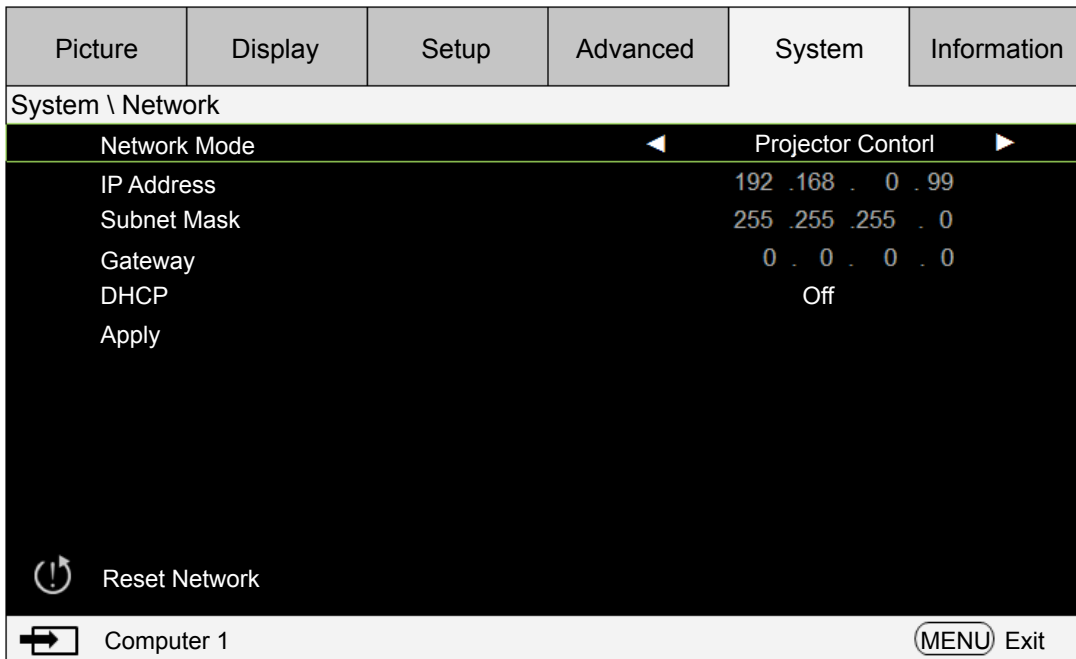 Picture Display Setup Advanced System Information
System \ Network
Network Mode Projector Contorl
IP Address 192 .168 . 0 . 99
Subnet Mask 255 .255 .255 . 0
Gateway 0 . 0 . 0 . 0
DHCP Off
Apply
Reset Network
Computer 1 MENU Exit